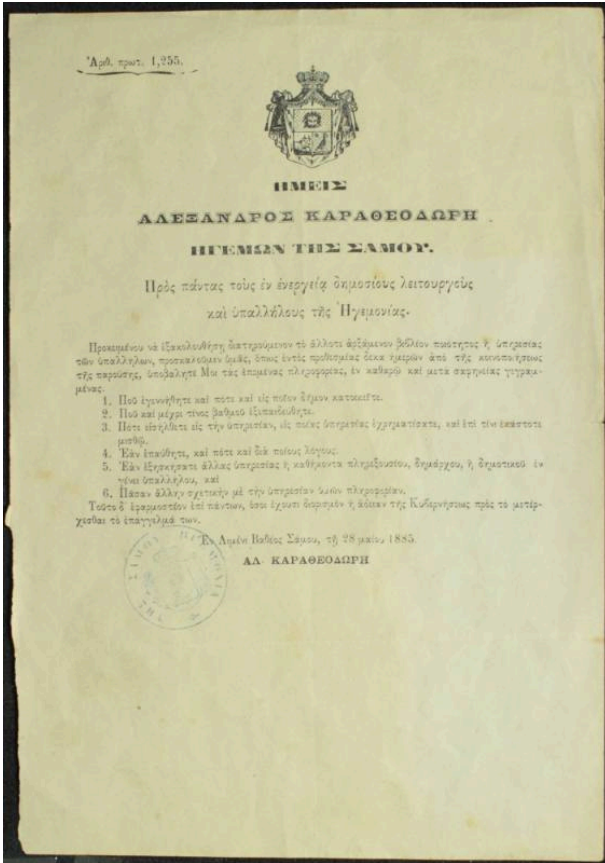 Ἀριθ. πρωτ. 1,255.
ΗΜΕΙΣ
ΑΛΕΞΑΝΔΡΟΣ ΚΑΡΑΘΕΟΔΩΡΗ
ΗΓΕΜΩΝ ΤΗΣ ΣΑΜΟΥ.
Πρὸς πάντας τοὺς ἐν ἐνεργείᾳ δημοσίους λειτουργοὺς
καὶ ὑπαλλήλους τῆς Ἡγεμονίας.
Προκειμένου νὰ ἐξακολουθήσῃ διατηρούμενον τὸ ἄλλοτε ἀρξάμενον βιβλίον ποιότητος ἢ ὑπηρεσίας
τῶν ὑπαλλήλων, προσκαλοῦμεν ὑμᾶς, ὅπως ἐντὸς προθεσμίας δέκα ἡμερῶν ἀπὸ τῆς κοινοποιήσεως
τῆς παρούσης, ὑποβάλητε Μοι τὰς ἑπομένας πληροφορίας, ἐν καθαρῷ καὶ μετὰ σαφηνείας γεγραμ-
μένας.
1. Ποῦ ἐγεννήθητε καὶ πότε καὶ εἰς ποῖον δῆμον κατοικεῖτε.
2. Ποῦ καὶ μέχρι τίνος βαθμοῦ ἐξεπαιδεύθητε.
3. Πότε εἰσήλθετε εἰς τὴν ὑπηρεσίαν, εἰς ποίας ὑπηρεσίας ἐχρηματίσατε, καὶ ἐπὶ τίνι ἑκάστοτε
μισθῷ.
4. Ἐὰν ἐπαύθητε, καὶ πότε καὶ διὰ ποίους λόγους.
5. Ἐὰν ἐξησκήσατε ἄλλας ὑπηρεσίας ἢ καθήκοντα πληρεξουσίου, δημάρχου, ἢ δημοτικοῦ ἐν
γένει ὑπαλλήλου, καὶ
6. Πᾶσαν ἄλλην σχετικὴν μὲ τὴν ὑπηρεσίαν ὑμῶν πληροφορίαν.
Τοῦτο δ' ἐφαρμοστέον ἐπὶ πάντων, ὅσοι ἔχουσι διορισμὸν ἢ ἄδειαν τῆς Κυβερνήσεως πρὸς τὸ μετέρ-
χεσθαι τὸ ἐπάγγελμά των.
Ἐν Λιμένι Βαθέος Σάμου, τῇ 28 μαΐου 1885.
ΑΛ. ΚΑΡΑΘΕΟΔΩΡΗ
ΗΓΕΜΟΝΙΑ ΤΗΣ ΣΑΜΟΥ